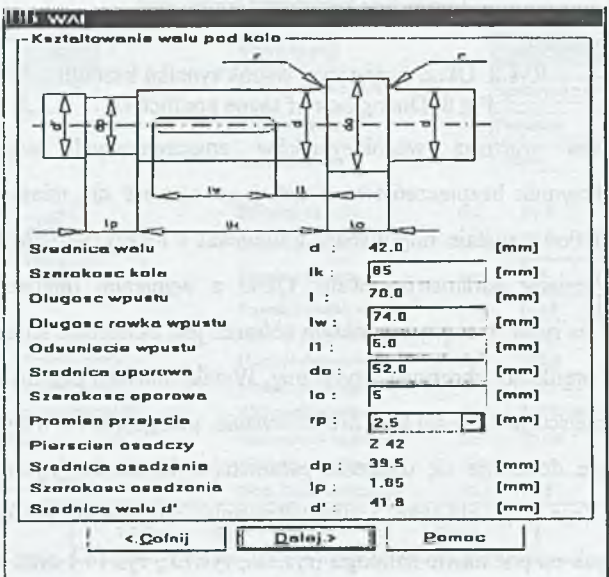 WAL
Ksztaltowanie walu pod kolo
r
r
d
do
d
lw
l1
lp
lk
lo
Srednica walu d 42.0 [mm]
Szerokosc kola lk : 85 [mm]
Dlugosc wpustu l : 70.0 [mm]
Dlugosc rowka wpustu lw : 74.0 [mm]
Odsuniecie wpustu l1 : 5.0 [mm]
Srednica oporowa do : 52.0 [mm]
Szerokosc oporowa lo : 5 [mm]
Promien przejscia rp : 2.5 [mm]
Pierscien osadczy Z 42
Srednica osadzenia dp : 39.5 [mm]
Szerokosc osadzenia lp : 1.85 [mm]
Srednica walu d' d' 41.8 [mm]
<.Cofnij Dalej.> Pomoc